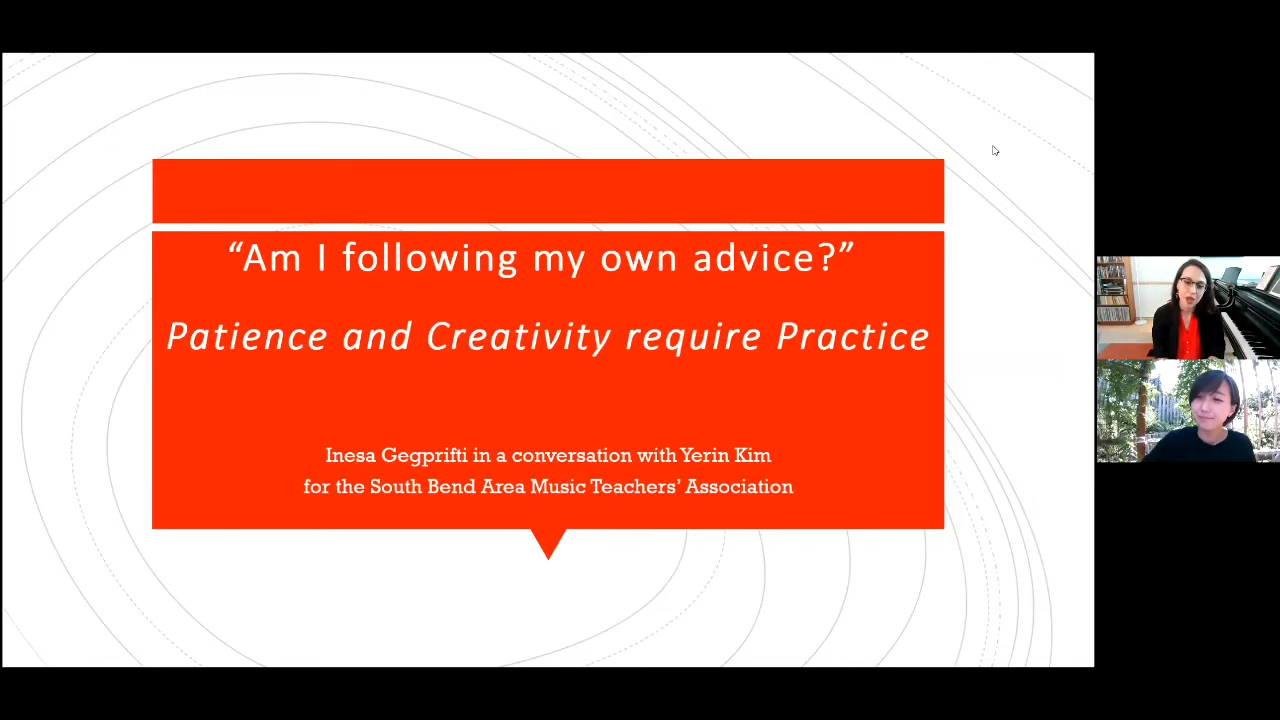 “Am I following my own advice?”
Patience and Creativity require Practice
Inesa Gegprifti in a conversation with Yerin Kim
for the South Bend Area Music Teachers’ Association